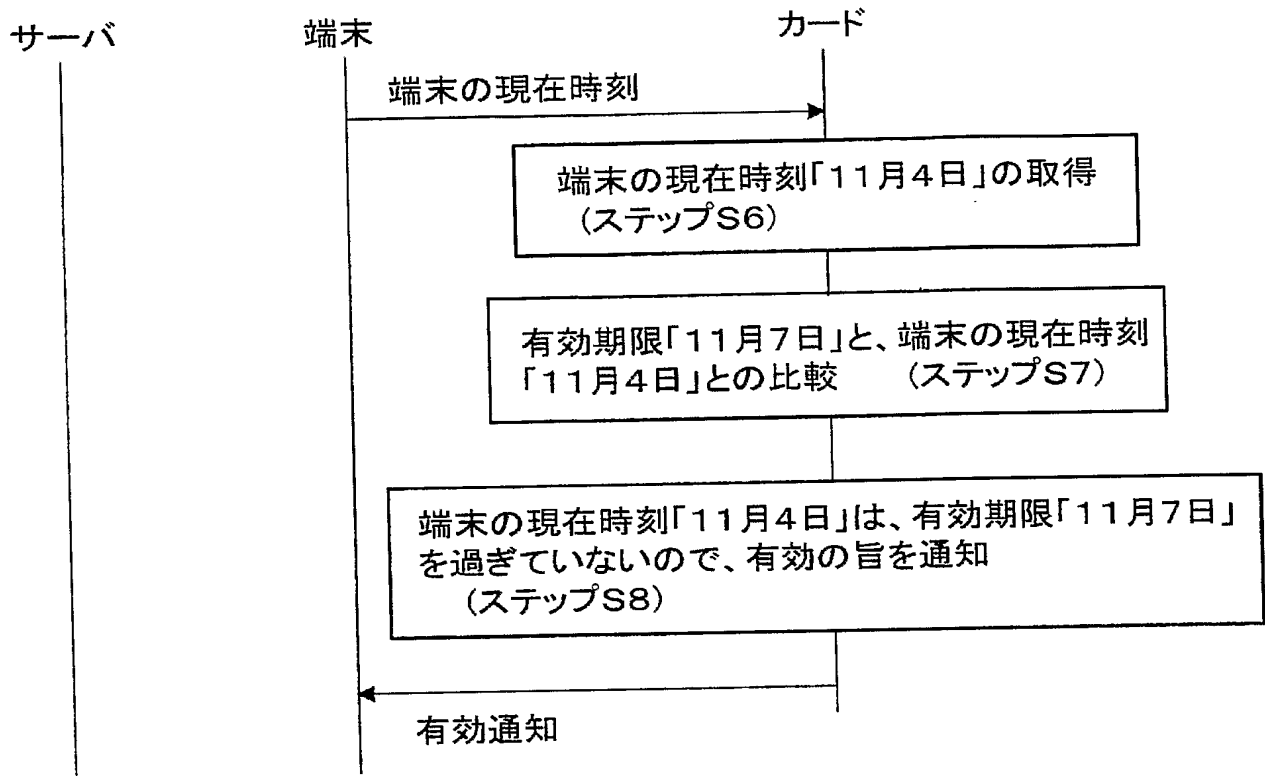 サーバ
端末
カード
端末の現在時刻
端末の現在時刻「11月4日」の取得
（ステップS6）
有効期限「11月7日」と、端末の現在時刻
「11月4日」との比較　　（ステップS7）
端末の現在時刻「11月4日」は、有効期限「11月7日」
を過ぎていないので、有効の旨を通知
（ステップS8）
有効通知